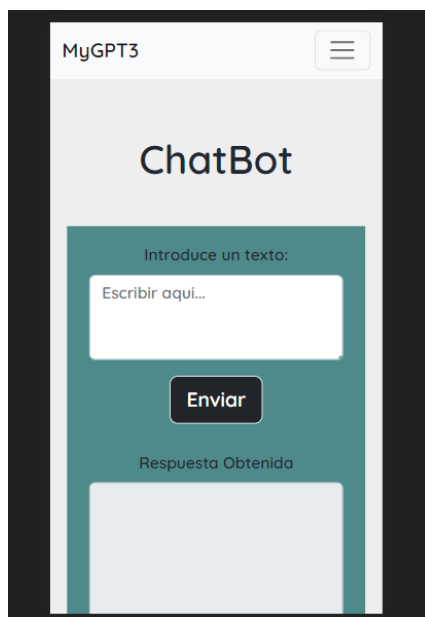 MyGPT3
ChatBot
Introduce un texto:
Escribir aqui...
Enviar
Respuesta Obtenida